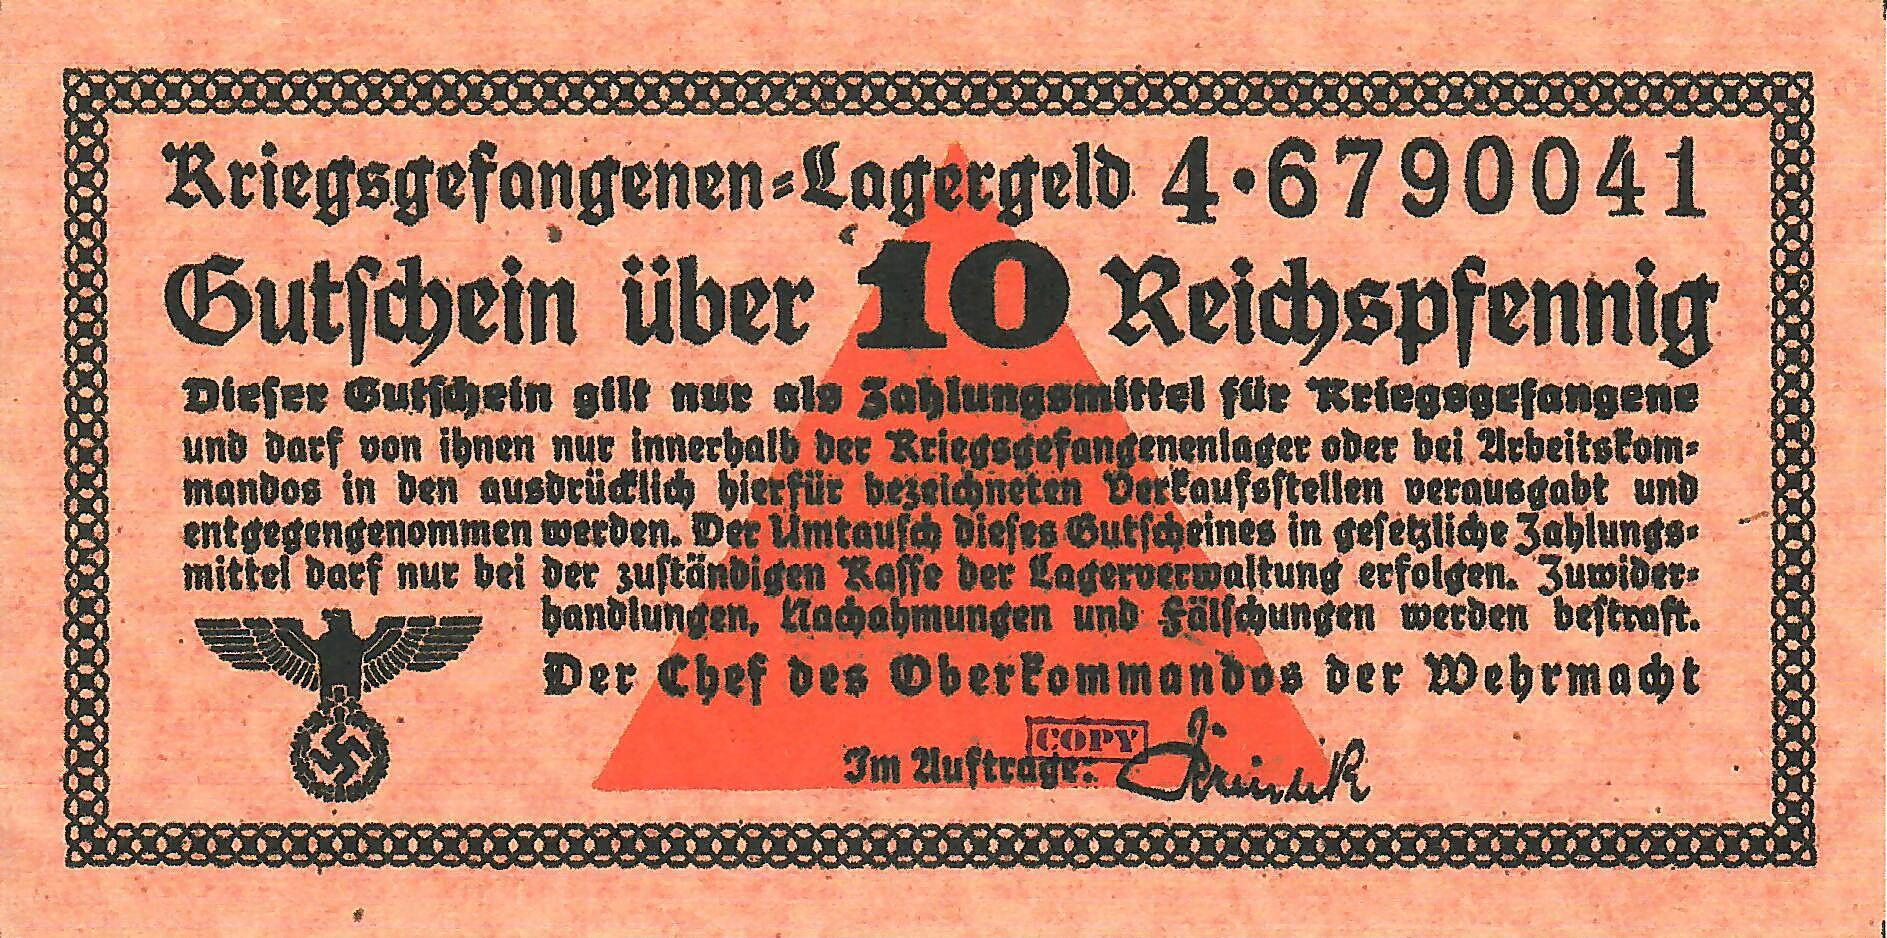 Kriegsgefangenen-Lagergeld 4·6790041
Gutschein über 10 Reichspfennig
Dieser Gutschein gilt nur als Zahlungsmittel für Kriegsgefangene
und darf von ihnen nur innerhalb der Kriegsgefangenenlager oder bei Arbeitskom-
mandos in den ausdrücklich hierfür bezeichneten Verkaufsstellen verausgabt und
entgegengenommen werden. Der Umtausch dieses Gutscheines in gesetzliche Zahlungs-
mittel darf nur bei der zuständigen Kasse der Lagerverwaltung erfolgen. Zuwider-
handlungen, Nachahmungen und Fälschungen werden bestraft.
Der Chef des Oberkommandos der Wehrmacht
COPY
Im Auftrage: